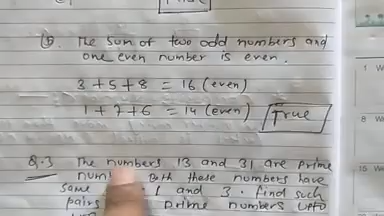 The sum of two odd numbers and
one even number is even.
3 + 5 + 8 = 16 (even)
1 + 7 + 6 = 14 (even) True
Q.3 The numbers 13 and 31 are prime
Both these numbers have
same 1 and 3. Find such
pairs prime numbers upto